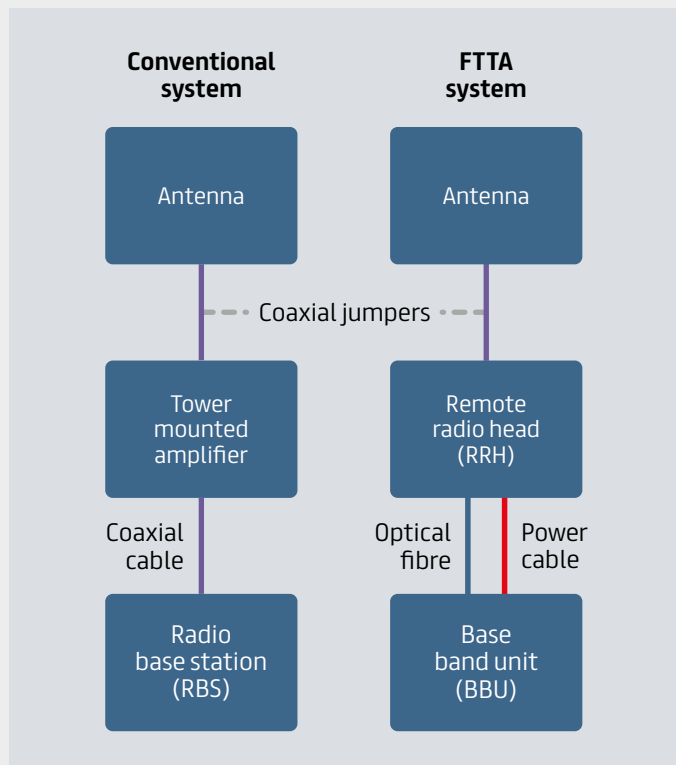 Conventional
system
FTTA
system
Antenna
Antenna
Coaxial jumpers
Tower
mounted
amplifier
Remote
radio head
(RRH)
Coaxial
cable
Optical
fibre
Power
cable
Radio
base station
(RBS)
Base
band unit
(BBU)